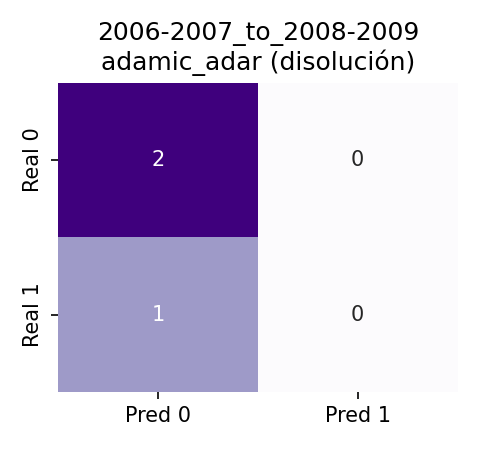 2006-2007_to_2008-2009
adamic_adar (disolución)
Real 0
2
0
Real 1
1
0
Pred 0
Pred 1